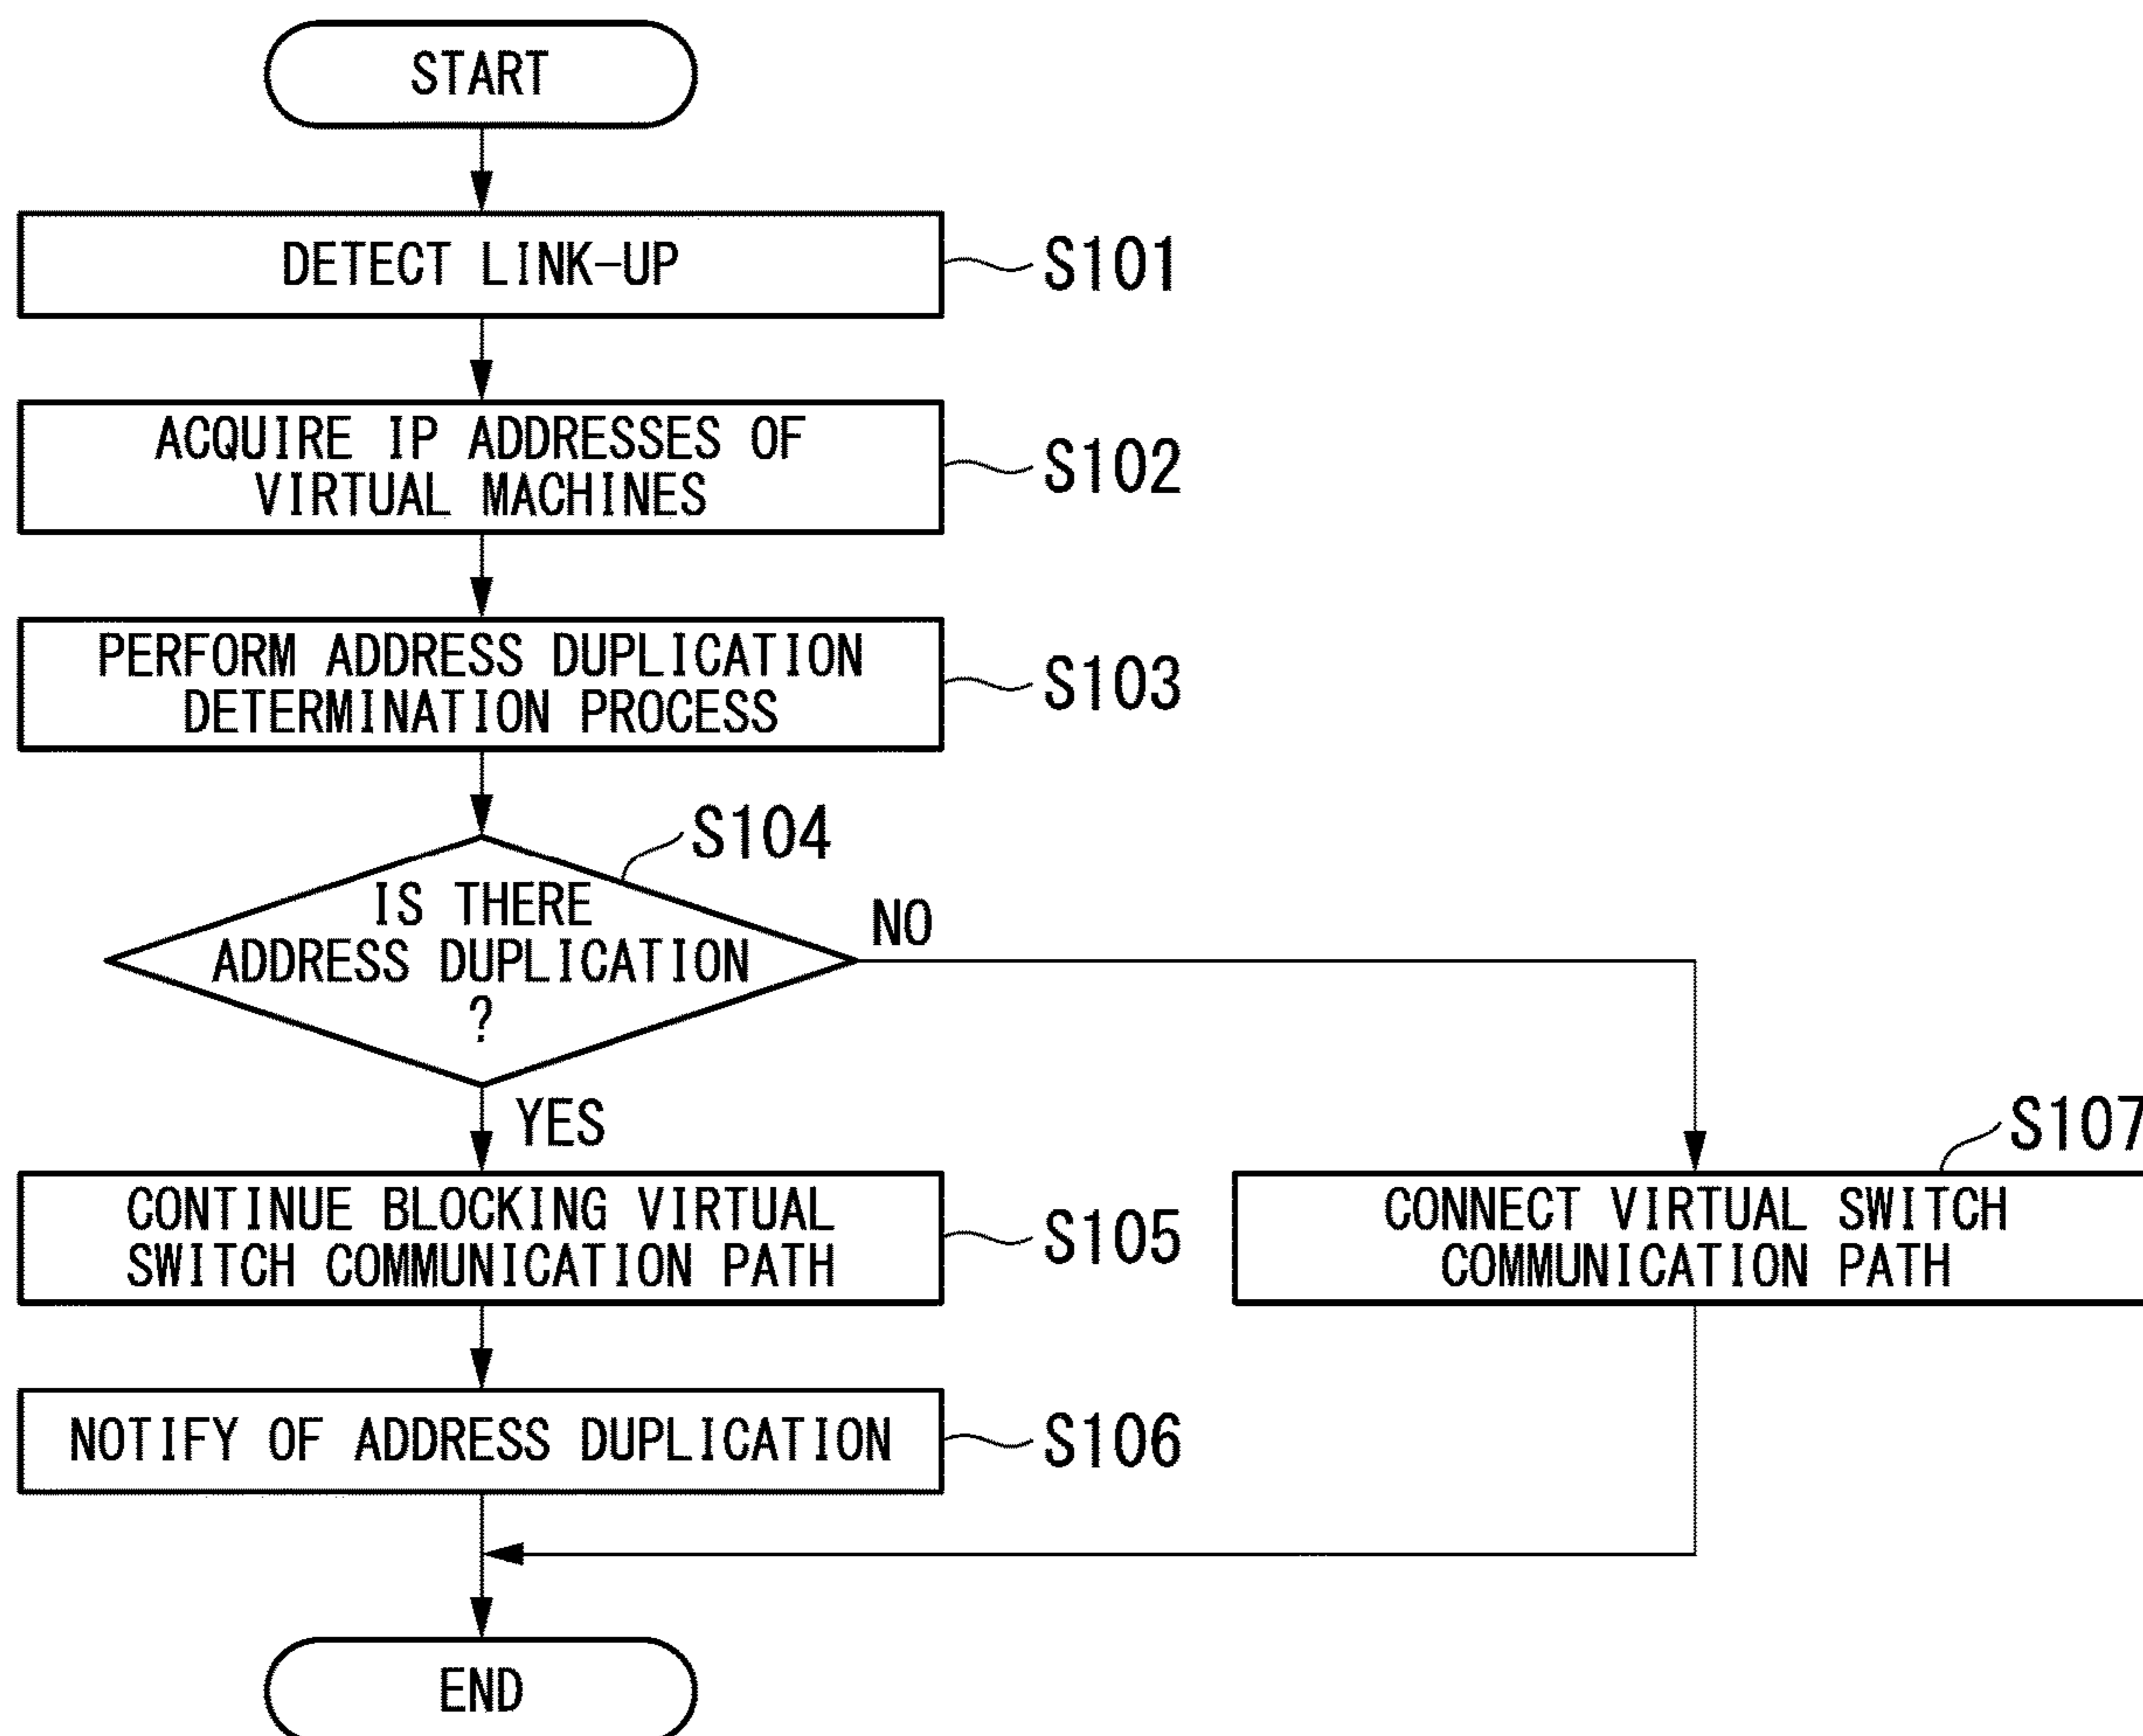 START
DETECT LINK-UP
S101
ACQUIRE IP ADDRESSES OF
VIRTUAL MACHINES
S102
PERFORM ADDRESS DUPLICATION
DETERMINATION PROCESS
S103
S104
IS THERE
ADDRESS DUPLICATION
?
NO
YES
CONTINUE BLOCKING VIRTUAL
SWITCH COMMUNICATION PATH
S105
S107
CONNECT VIRTUAL SWITCH
COMMUNICATION PATH
NOTIFY OF ADDRESS DUPLICATION
S106
END